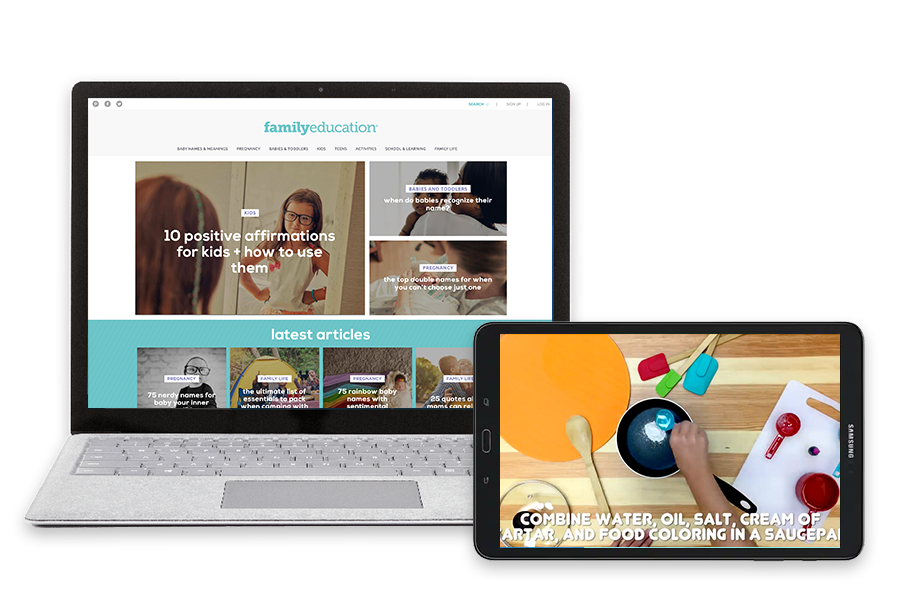 SEARCH
SIGN UP
LOG IN
familyeducation
BABY NAMES & MEANINGS PREGNANCY BABIES & TODDLERS KIDS TEENS ACTIVITIES SCHOOL & LEARNING FAMILY LIFE
KIDS
10 positive affirmations
for kids + how to use
them
BABIES AND TODDLERS
when do babies recognize their
name?
PREGNANCY
the top double names for when
you can't choose just one
latest articles
PREGNANCY
75 nerdy names for
baby your inner
FAMILY LIFE
the ultimate list of
essentials to pack
when camping with
PREGNANCY
75 rainbow baby
names with
sentimental
FAMILY LIFE
25 quotes al
moms can rel
SAMSUNG
COMBINE WATER, OIL, SALT, CREAM OF
ARTAR, AND FOOD COLORING IN A SAUCEPA